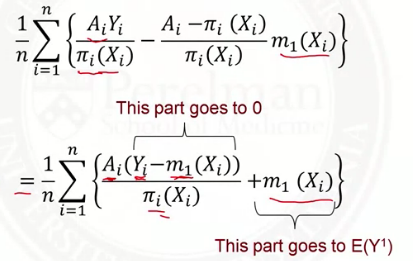 \frac{1}{n} \sum_{i=1}^{n} \left\{ \frac{A_i Y_i}{\pi_i(X_i)} - \frac{A_i - \pi_i(X_i)}{\pi_i(X_i)} m_1(X_i) \right\}
This part goes to 0
= \frac{1}{n} \sum_{i=1}^{n} \left\{ \frac{A_i(Y_i - m_1(X_i))}{\pi_i(X_i)} + m_1(X_i) \right\}
This part goes to E(Y¹)